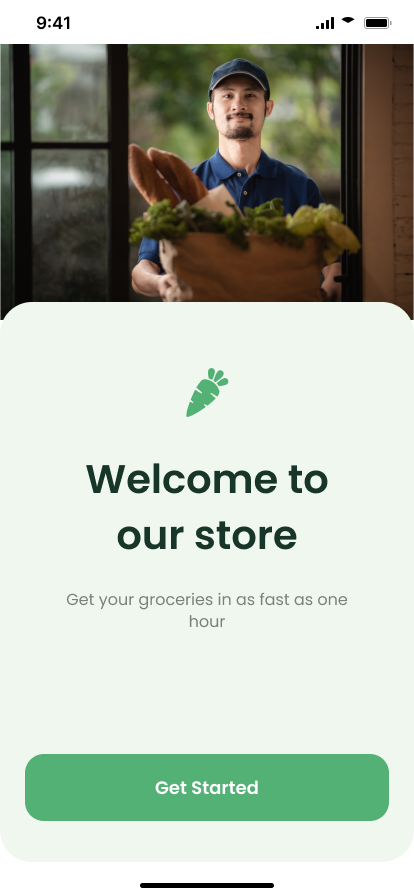 9:41
Welcome to
our store
Get your groceries in as fast as one
hour
Get Started